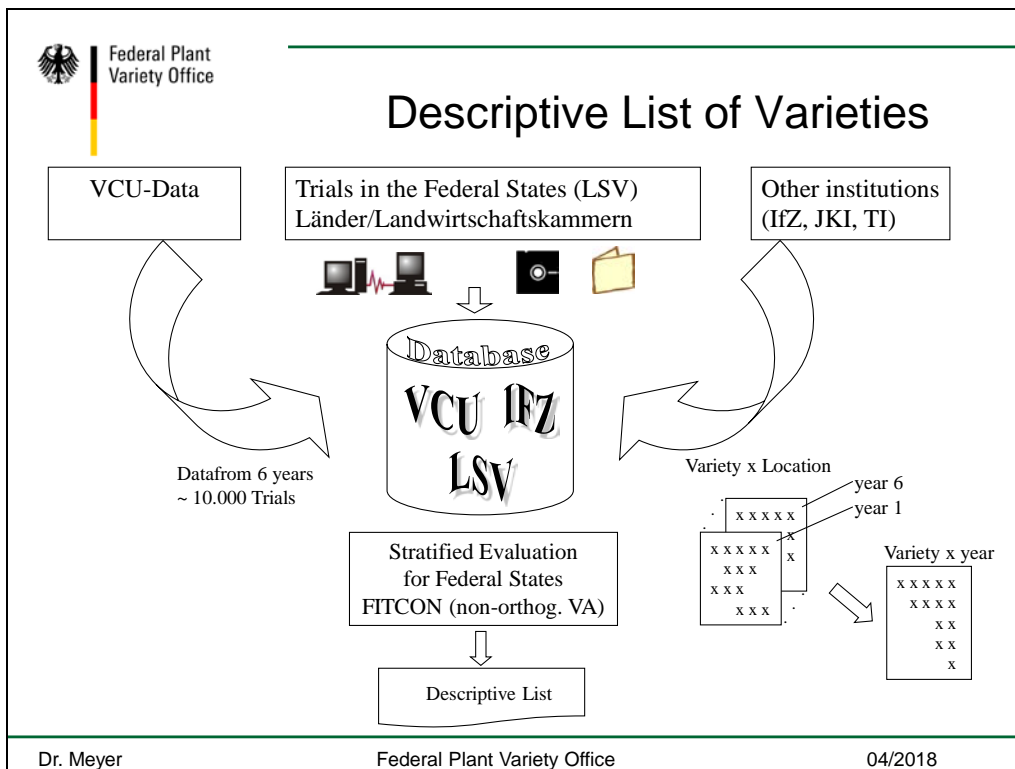 Federal Plant
Variety Office
Descriptive List of Varieties
VCU-Data
Trials in the Federal States (LSV)
Länder/Landwirtschaftskammern
Other institutions
(IfZ, JKI, TI)
Database
VCU IFZ
LSV
Datafrom 6 years
~ 10.000 Trials
Variety x Location
year 6
year 1
x x x x x
x
x
x x x x x
x x x
x x x
x x x
Variety x year
x x x x x
x x x x
x x
x x
x
Stratified Evaluation
for Federal States
FITCON (non-orthog. VA)
Descriptive List
Dr. Meyer
Federal Plant Variety Office
04/2018